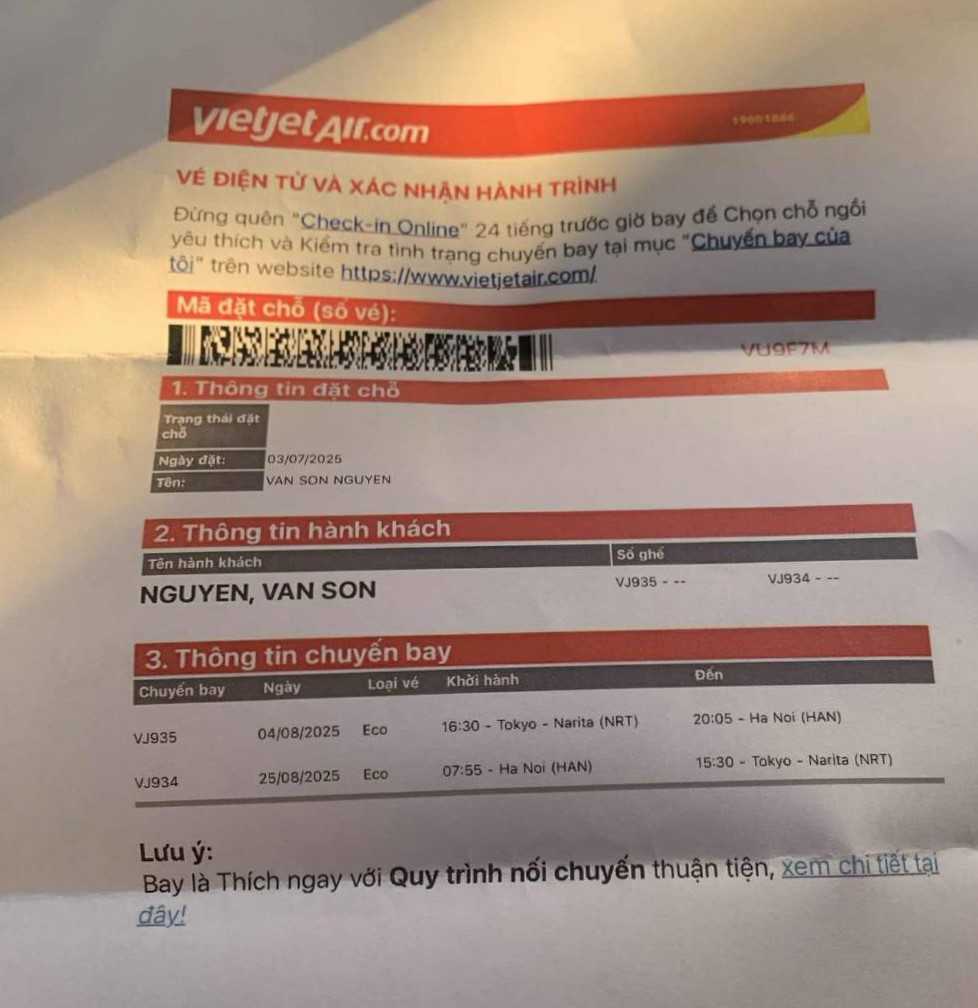 vietjetAir.com
19001886
VÉ ĐIỆN TỬ VÀ XÁC NHẬN HÀNH TRÌNH
Đừng quên "Check-in Online" 24 tiếng trước giờ bay để Chọn chỗ ngồi
yêu thích và Kiểm tra tình trạng chuyến bay tại mục "Chuyến bay của
tôi" trên website https://www.vietjetair.com/
Mã đặt chỗ (số vé):
VU9F7M
1. Thông tin đặt chỗ
Trạng thái đặt
chỗ
Ngày đặt: 03/07/2025
Tên: VAN SON NGUYEN
2. Thông tin hành khách
Tên hành khách Số ghế
NGUYEN, VAN SON VJ935 - -- VJ934 - --
3. Thông tin chuyến bay
Chuyến bay Ngày Loại vé Khởi hành Đến
VJ935 04/08/2025 Eco 16:30 - Tokyo - Narita (NRT) 20:05 - Ha Noi (HAN)
VJ934 25/08/2025 Eco 07:55 - Ha Noi (HAN) 15:30 - Tokyo - Narita (NRT)
Lưu ý:
Bay là Thích ngay với Quy trình nối chuyến thuận tiện, xem chi tiết tại
đây!